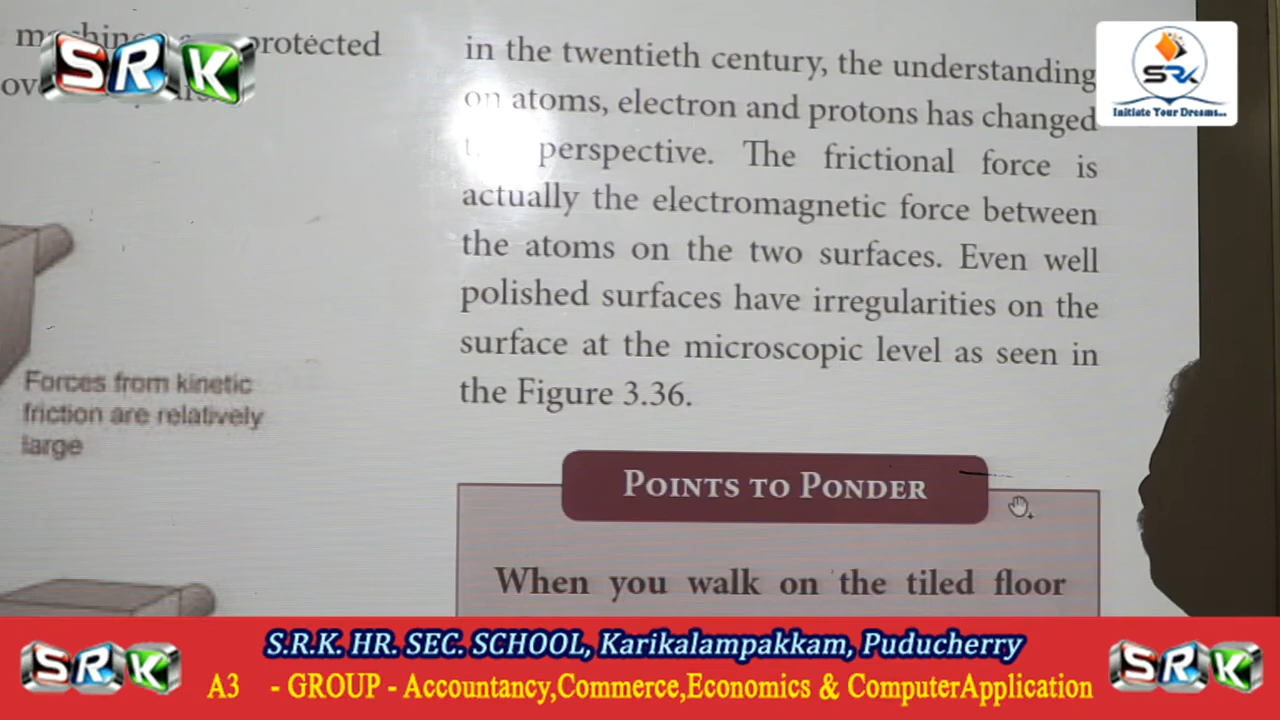 protected
in the twentieth century, the understanding
on atoms, electron and protons has changed
perspective. The frictional force is
actually the electromagnetic force between
the atoms on the two surfaces. Even well
polished surfaces have irregularities on the
surface at the microscopic level as seen in
the Figure 3.36.
Forces from kinetic
friction are relatively
large
POINTS TO PONDER
When you walk on the tiled floor
SRK
SRK
Initiate Your Dreams...
SRK
S.R.K. HR. SEC. SCHOOL, Karikalampakkam, Puducherry
A3 - GROUP - Accountancy,Commerce,Economics & ComputerApplication
SRK